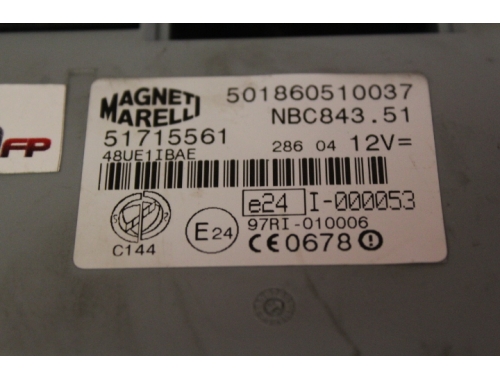 MAGNETI
MARELLI
501860510037
NBC843.51
51715561
48UE1IBAE
286 04 12V=
e24 I-000053
97RI-010006
E24
CE0678
C144
FP